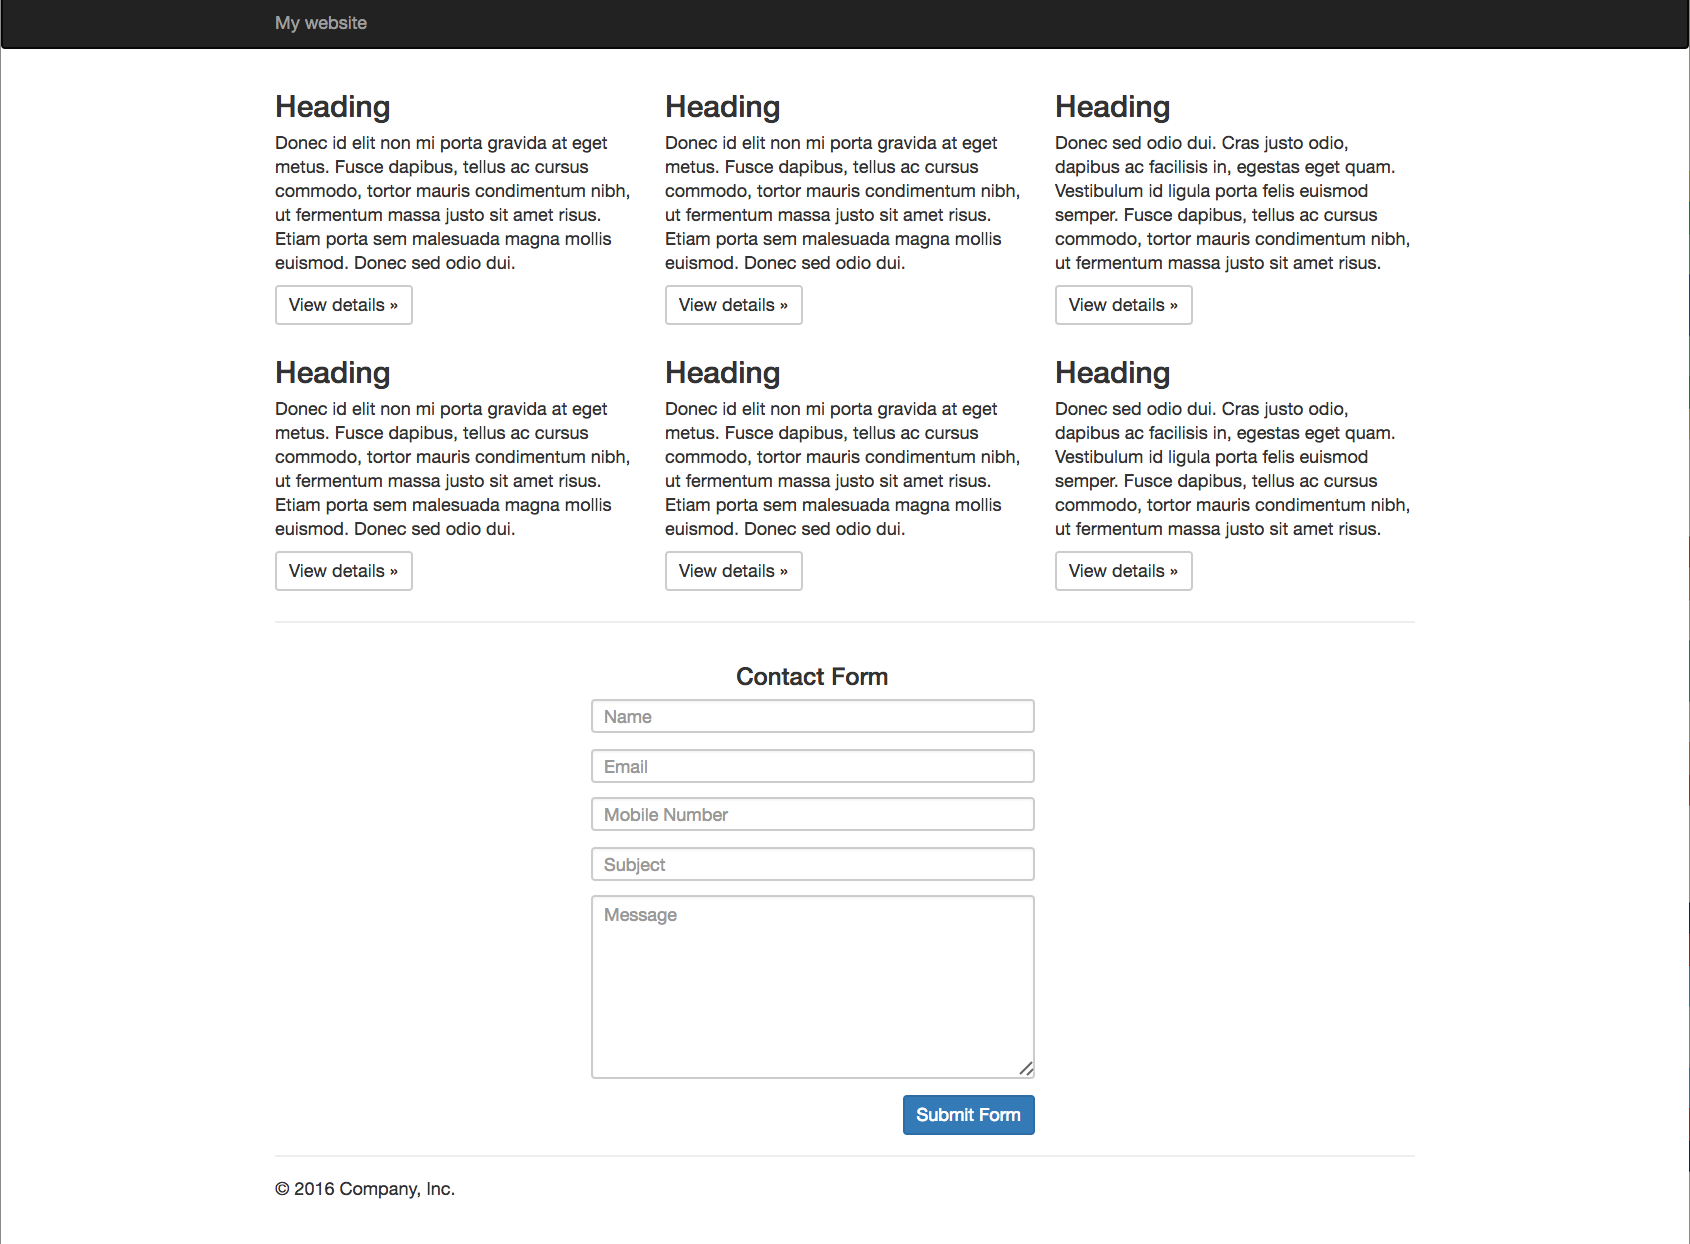 My website
Heading
Donec id elit non mi porta gravida at eget
metus. Fusce dapibus, tellus ac cursus
commodo, tortor mauris condimentum nibh,
ut fermentum massa justo sit amet risus.
Etiam porta sem malesuada magna mollis
euismod. Donec sed odio dui.
View details »
Heading
Donec id elit non mi porta gravida at eget
metus. Fusce dapibus, tellus ac cursus
commodo, tortor mauris condimentum nibh,
ut fermentum massa justo sit amet risus.
Etiam porta sem malesuada magna mollis
euismod. Donec sed odio dui.
View details »
Heading
Donec sed odio dui. Cras justo odio,
dapibus ac facilisis in, egestas eget quam.
Vestibulum id ligula porta felis euismod
semper. Fusce dapibus, tellus ac cursus
commodo, tortor mauris condimentum nibh,
ut fermentum massa justo sit amet risus.
View details »
Heading
Donec id elit non mi porta gravida at eget
metus. Fusce dapibus, tellus ac cursus
commodo, tortor mauris condimentum nibh,
ut fermentum massa justo sit amet risus.
Etiam porta sem malesuada magna mollis
euismod. Donec sed odio dui.
View details »
Heading
Donec id elit non mi porta gravida at eget
metus. Fusce dapibus, tellus ac cursus
commodo, tortor mauris condimentum nibh,
ut fermentum massa justo sit amet risus.
Etiam porta sem malesuada magna mollis
euismod. Donec sed odio dui.
View details »
Heading
Donec sed odio dui. Cras justo odio,
dapibus ac facilisis in, egestas eget quam.
Vestibulum id ligula porta felis euismod
semper. Fusce dapibus, tellus ac cursus
commodo, tortor mauris condimentum nibh,
ut fermentum massa justo sit amet risus.
View details »
Contact Form
Name
Email
Mobile Number
Subject
Message
Submit Form
© 2016 Company, Inc.